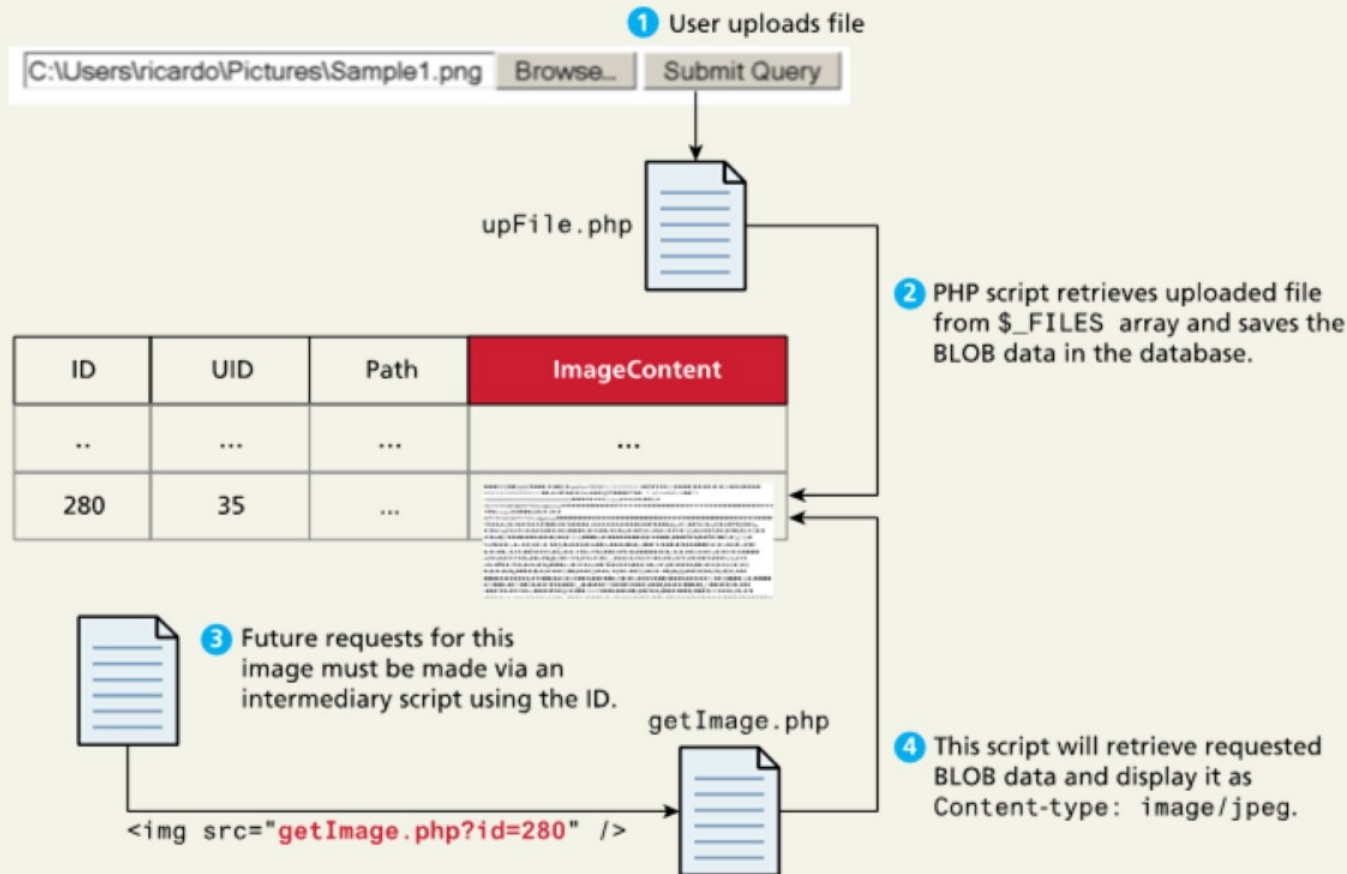 1 User uploads file
C:\Users\ricardo\Pictures\Sample1.png Browse... Submit Query
upFile.php
2 PHP script retrieves uploaded file
from $_FILES array and saves the
BLOB data in the database.
ID UID Path ImageContent
.. ... ... ...
280 35 ...
3 Future requests for this
image must be made via an
intermediary script using the ID.
getImage.php
4 This script will retrieve requested
BLOB data and display it as
Content-type: image/jpeg.
<img src="getImage.php?id=280" />